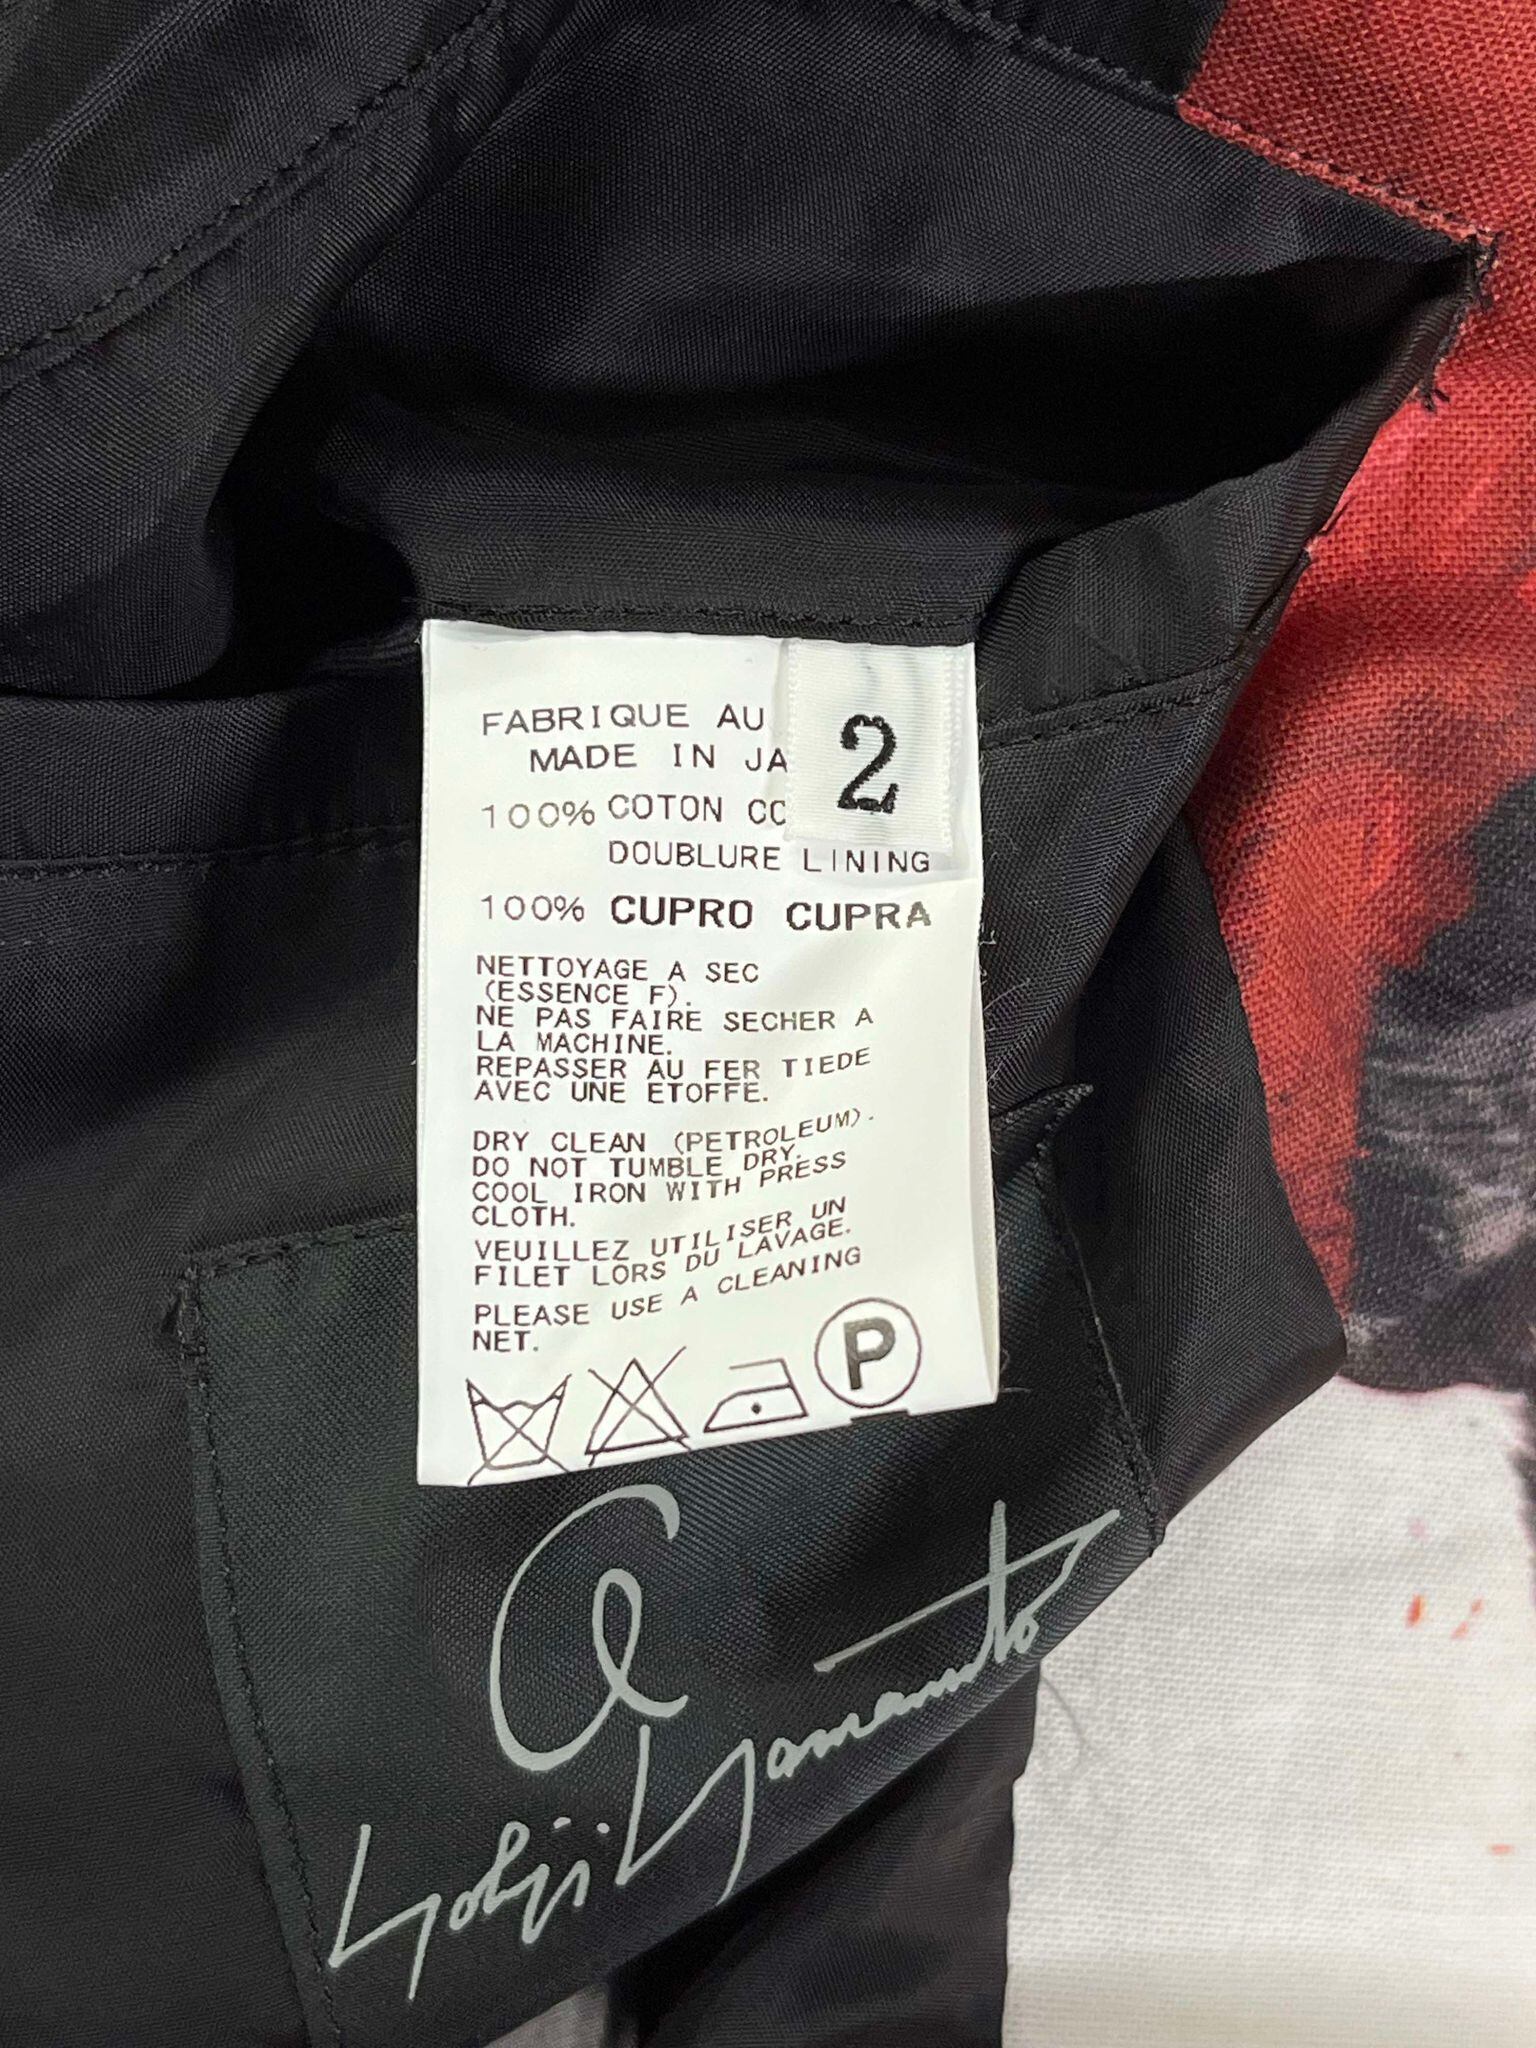 FABRIQUE AU
MADE IN JA
2
100% COTON CO
DOUBLURE LINING
100% CUPRO CUPRA
NETTOYAGE A SEC
(ESSENCE F).
NE PAS FAIRE SECHER A
LA MACHINE.
REPASSER AU FER TIEDE
AVEC UNE ETOFFE.
DRY CLEAN (PETROLEUM).
DO NOT TUMBLE DRY.
COOL IRON WITH PRESS
CLOTH.
VEUILLEZ UTILISER UN
FILET LORS DU LAVAGE.
PLEASE USE A CLEANING
NET.
P
Yohji Yamamoto